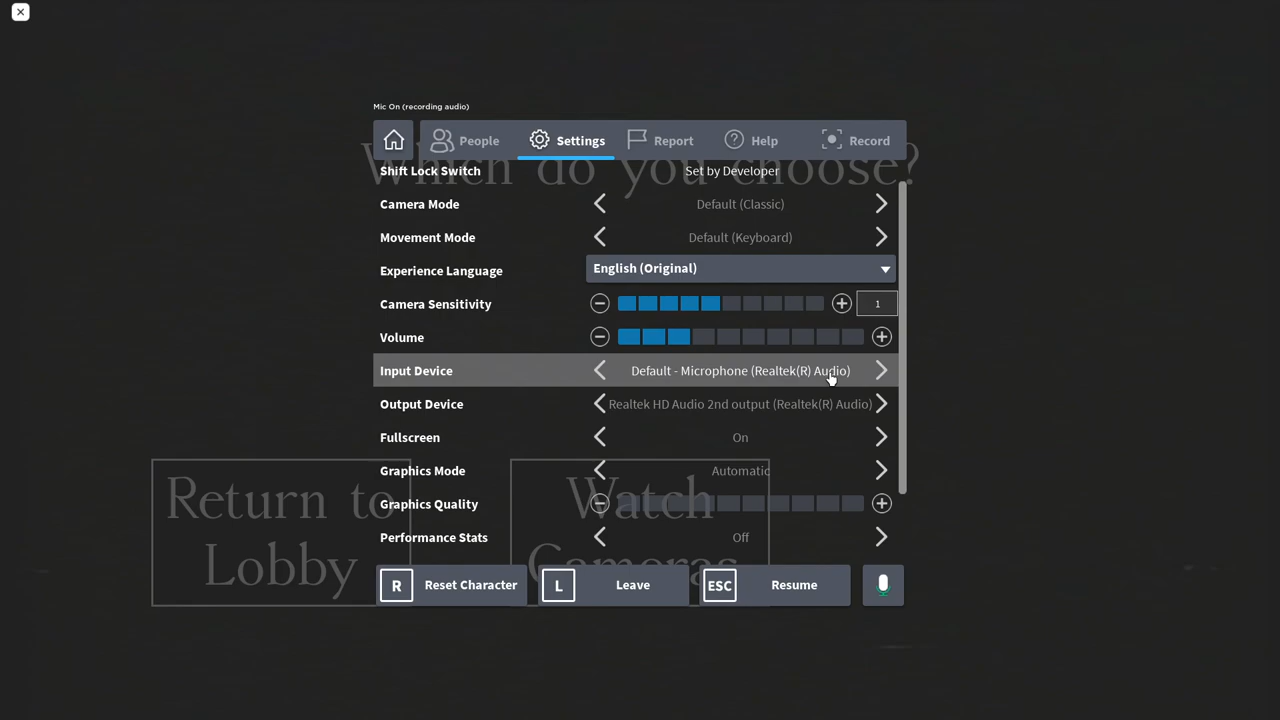 Mic On (recording audio)
People
Settings
Report
Help
Record
Which do you choose?
Shift Lock Switch
Set by Developer
Camera Mode
Default (Classic)
Movement Mode
Default (Keyboard)
Experience Language
English (Original)
Camera Sensitivity
1
Volume
Input Device
Default - Microphone (Realtek(R) Audio)
Output Device
Realtek HD Audio 2nd output (Realtek(R) Audio)
Fullscreen
On
Graphics Mode
Automatic
Graphics Quality
Performance Stats
Off
Return to
Lobby
Watch
Cameras
R
Reset Character
L
Leave
ESC
Resume